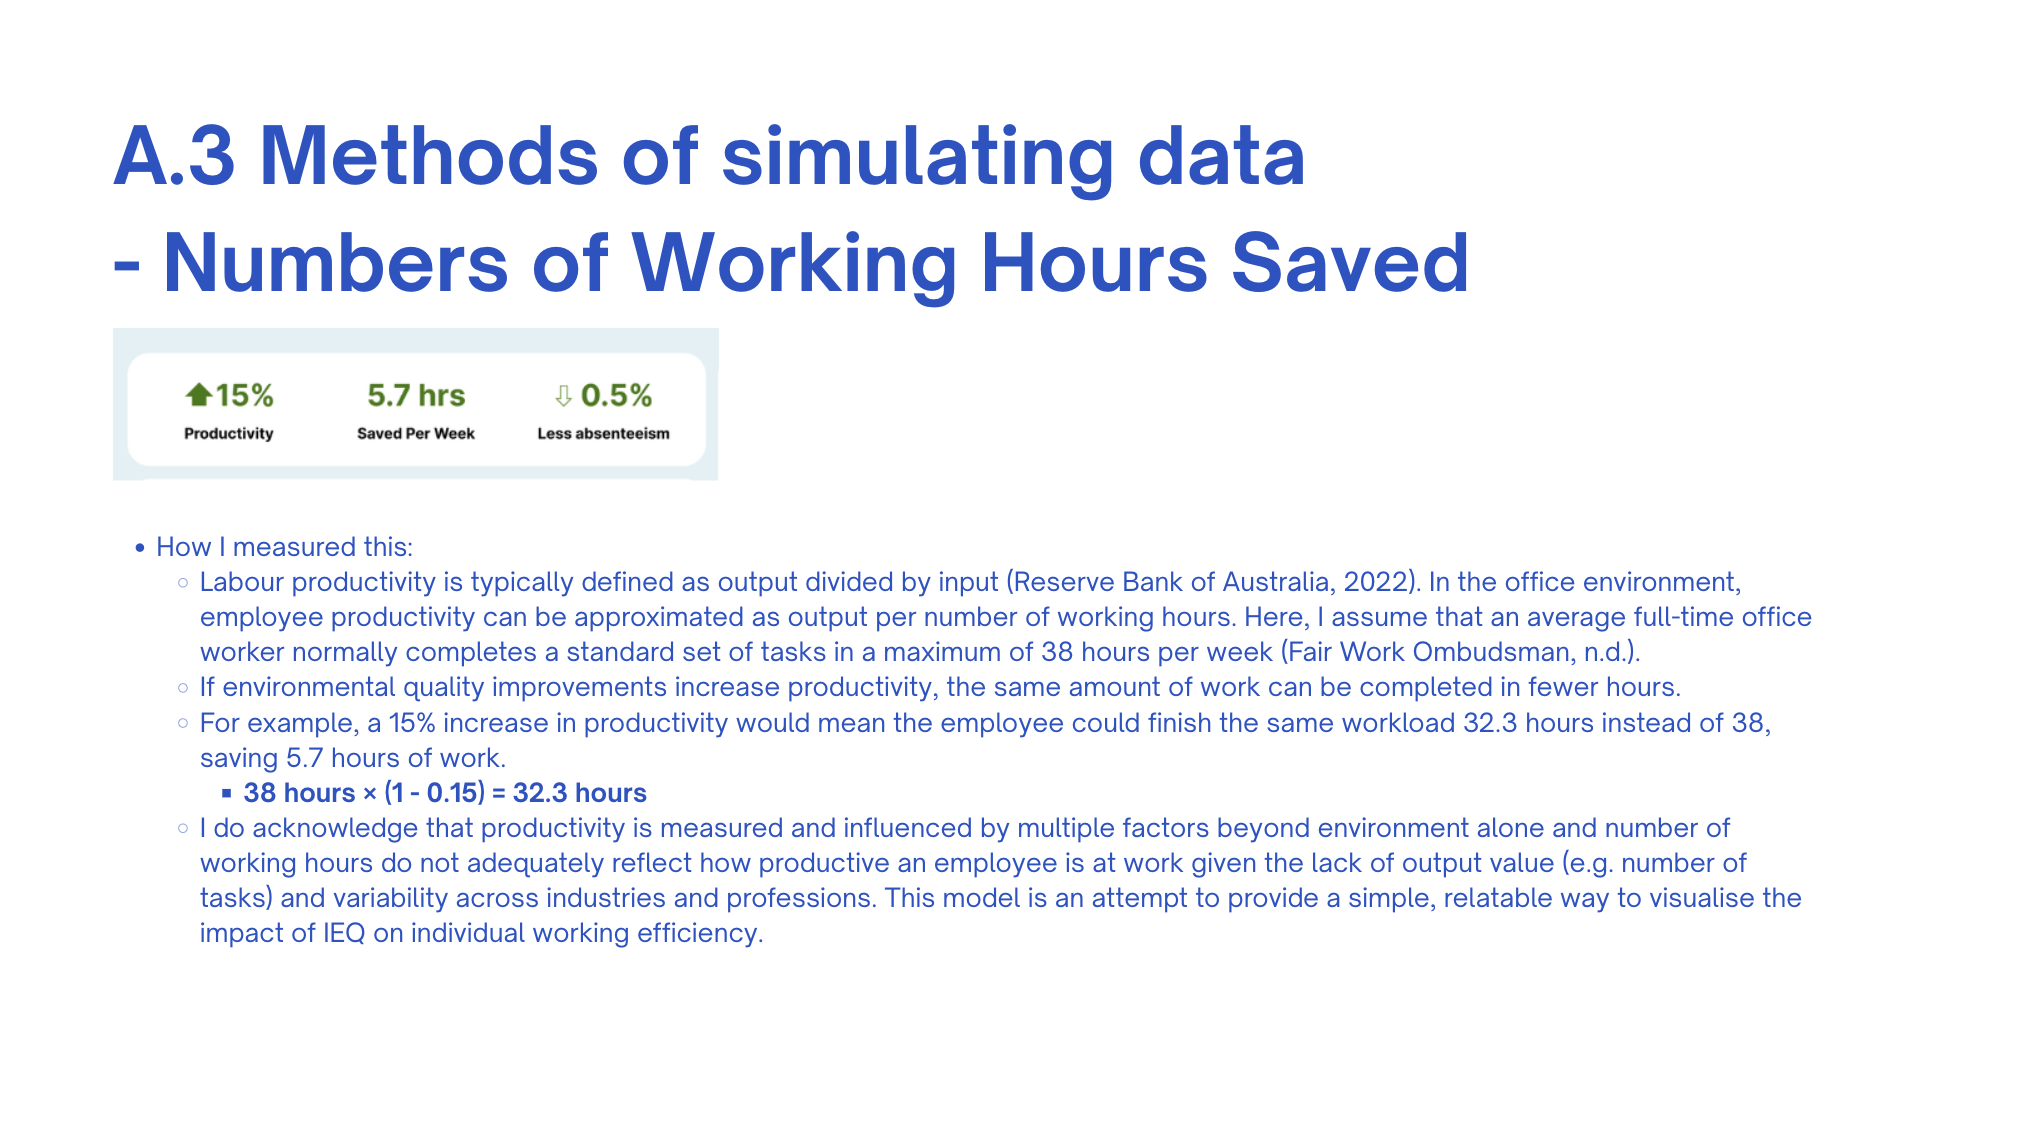 A.3 Methods of simulating data
- Numbers of Working Hours Saved
15% 5.7 hrs 0.5%
Productivity Saved Per Week Less absenteeism
How I measured this:
Labour productivity is typically defined as output divided by input (Reserve Bank of Australia, 2022). In the office environment,
employee productivity can be approximated as output per number of working hours. Here, I assume that an average full-time office
worker normally completes a standard set of tasks in a maximum of 38 hours per week (Fair Work Ombudsman, n.d.).
If environmental quality improvements increase productivity, the same amount of work can be completed in fewer hours.
For example, a 15% increase in productivity would mean the employee could finish the same workload 32.3 hours instead of 38,
saving 5.7 hours of work.
38 hours × (1 - 0.15) = 32.3 hours
I do acknowledge that productivity is measured and influenced by multiple factors beyond environment alone and number of
working hours do not adequately reflect how productive an employee is at work given the lack of output value (e.g. number of
tasks) and variability across industries and professions. This model is an attempt to provide a simple, relatable way to visualise the
impact of IEQ on individual working efficiency.